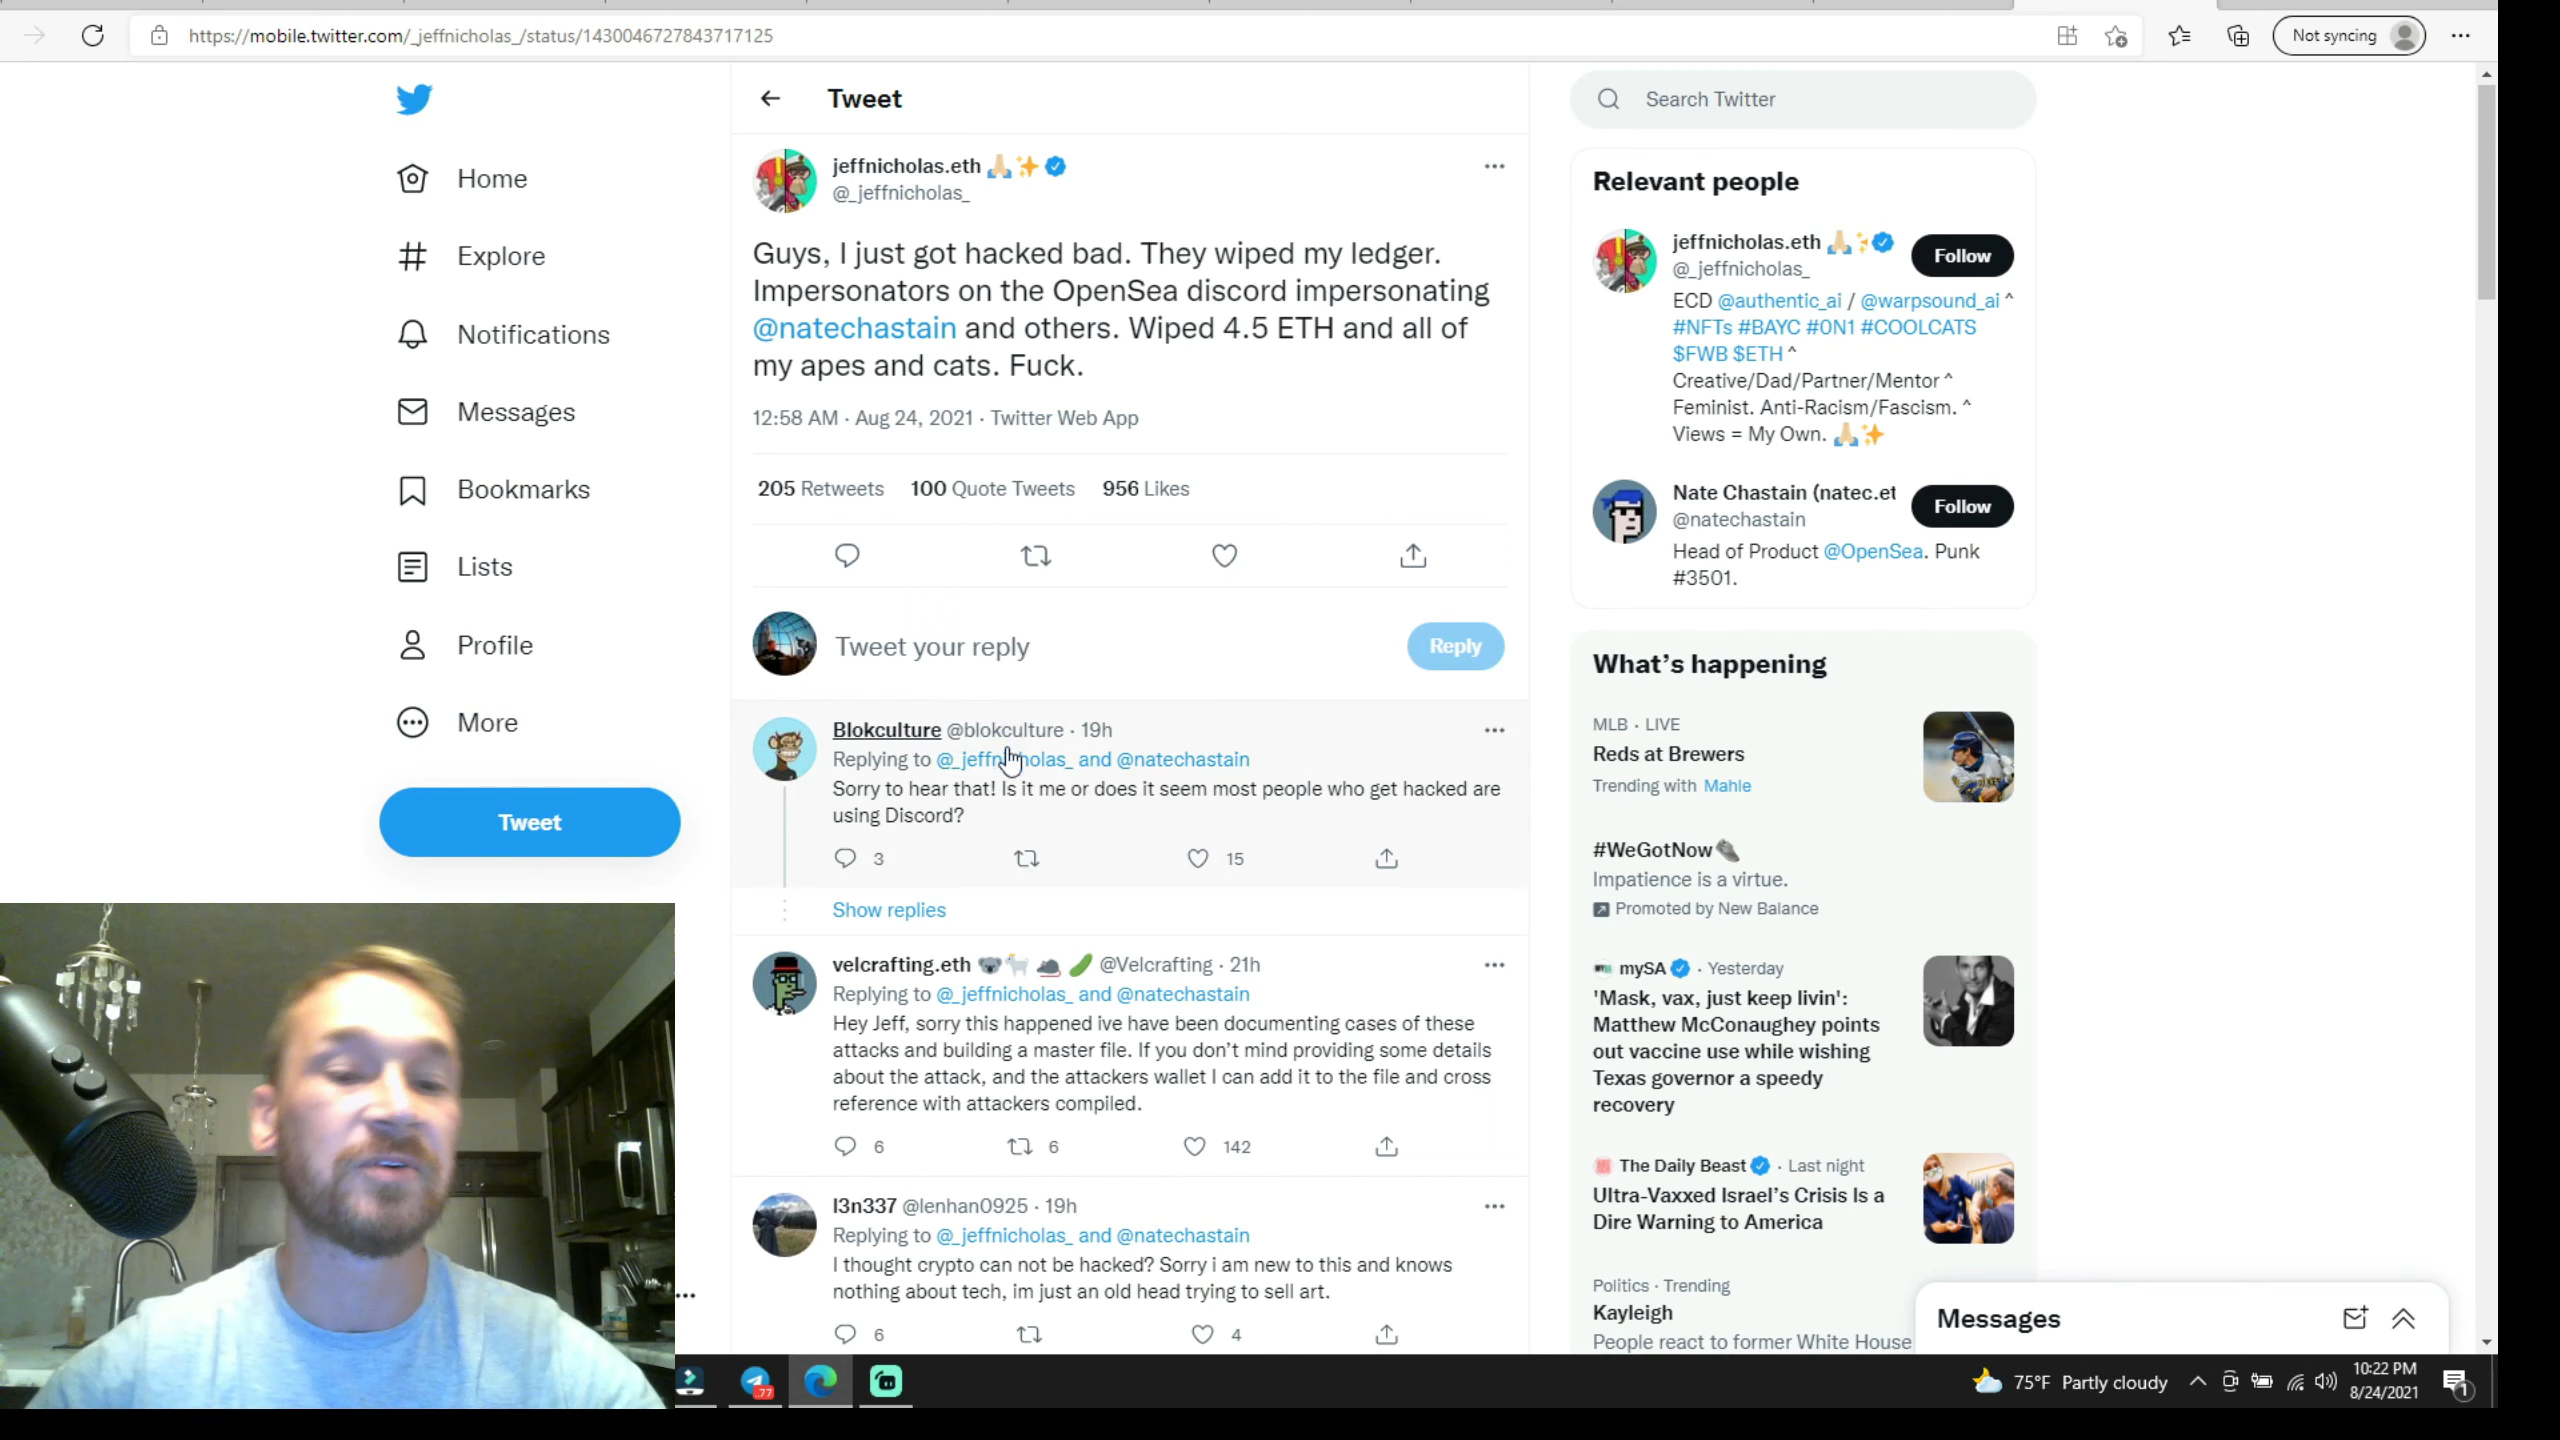 https://mobile.twitter.com/_jeffnicholas_/status/1430046727843717125
Not syncing
Home
Explore
Notifications
Messages
Bookmarks
Lists
Profile
More
Tweet
Tweet
jeffnicholas.eth 🙏🏼✨
@_jeffnicholas_
Guys, I just got hacked bad. They wiped my ledger.
Impersonators on the OpenSea discord impersonating
@natechastain and others. Wiped 4.5 ETH and all of
my apes and cats. Fuck.
12:58 AM · Aug 24, 2021 · Twitter Web App
205 Retweets 100 Quote Tweets 956 Likes
Tweet your reply
Reply
Blokculture @blokculture · 19h
Replying to @_jeffnicholas_ and @natechastain
Sorry to hear that! Is it me or does it seem most people who get hacked are
using Discord?
3 15
Show replies
velcrafting.eth 🐨🐐🐀🥒 @Velcrafting · 21h
Replying to @_jeffnicholas_ and @natechastain
Hey Jeff, sorry this happened ive have been documenting cases of these
attacks and building a master file. If you don't mind providing some details
about the attack, and the attackers wallet I can add it to the file and cross
reference with attackers compiled.
6 6 142
l3n337 @lenhan0925 · 19h
Replying to @_jeffnicholas_ and @natechastain
I thought crypto can not be hacked? Sorry i am new to this and knows
nothing about tech, im just an old head trying to sell art.
6 4
Search Twitter
Relevant people
jeffnicholas.eth 🙏🏼✨
@_jeffnicholas_
Follow
ECD @authentic_ai / @warpsound_ai ^
#NFTs #BAYC #0N1 #COOLCATS
$FWB $ETH ^
Creative/Dad/Partner/Mentor ^
Feminist. Anti-Racism/Fascism. ^
Views = My Own. 🙏🏼✨
Nate Chastain (natec.et
@natechastain
Follow
Head of Product @OpenSea. Punk
#3501.
What's happening
MLB · LIVE
Reds at Brewers
Trending with Mahle
#WeGotNow
Impatience is a virtue.
Promoted by New Balance
mySA · Yesterday
'Mask, vax, just keep livin':
Matthew McConaughey points
out vaccine use while wishing
Texas governor a speedy
recovery
The Daily Beast · Last night
Ultra-Vaxxed Israel's Crisis Is a
Dire Warning to America
Politics · Trending
Kayleigh
People react to former White House
Messages
77
75°F Partly cloudy
10:22 PM
8/24/2021
1